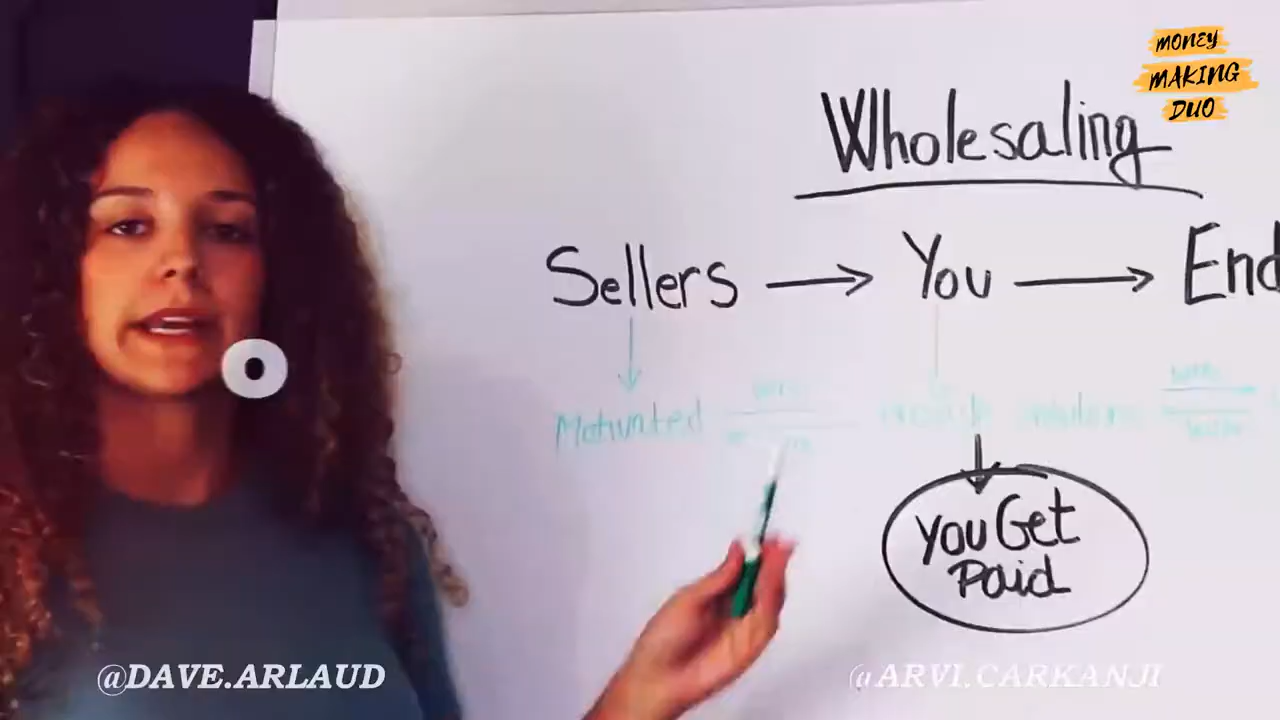 MONEY
MAKING
DUO
Wholesaling
Sellers → You → End
Motivated
You Get
Paid
@DAVE.ARLAUD
@ARVI.CARKANJI